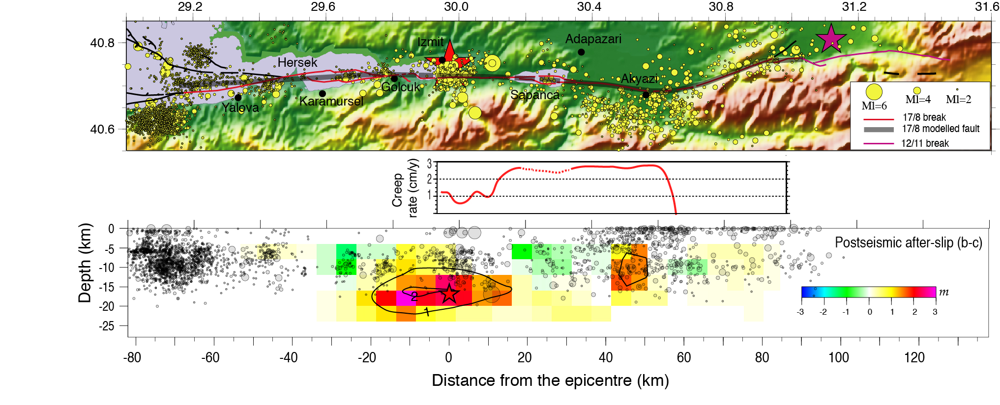 29.2 29.6 30.0 30.4 30.8 31.2 31.6
40.8
40.6
Izmit
Adapazari
Hersek
Akyazi
Golcuk
Sapanca
Karamursel
Yalova
Ml=6 Ml=4 Ml=2
17/8 break
17/8 modelled fault
12/11 break
Creep
rate (cm/y)
3
2
1
Depth (km)
0
-5
-10
-15
-20
-25
Postseismic after-slip (b-c)
2
1
m
-3 -2 -1 0 1 2 3
-80 -60 -40 -20 0 20 40 60 80 100 120
Distance from the epicentre (km)